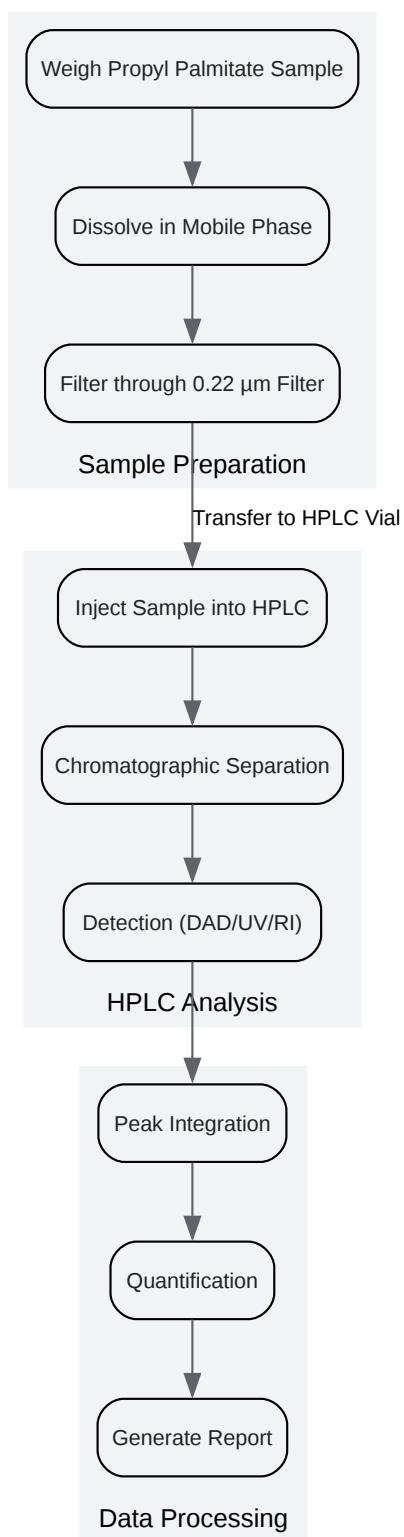 Weigh Propyl Palmitate Sample
Dissolve in Mobile Phase
Filter through 0.22 µm Filter
Sample Preparation
Transfer to HPLC Vial
Inject Sample into HPLC
Chromatographic Separation
Detection (DAD/UV/RI)
HPLC Analysis
Peak Integration
Quantification
Generate Report
Data Processing